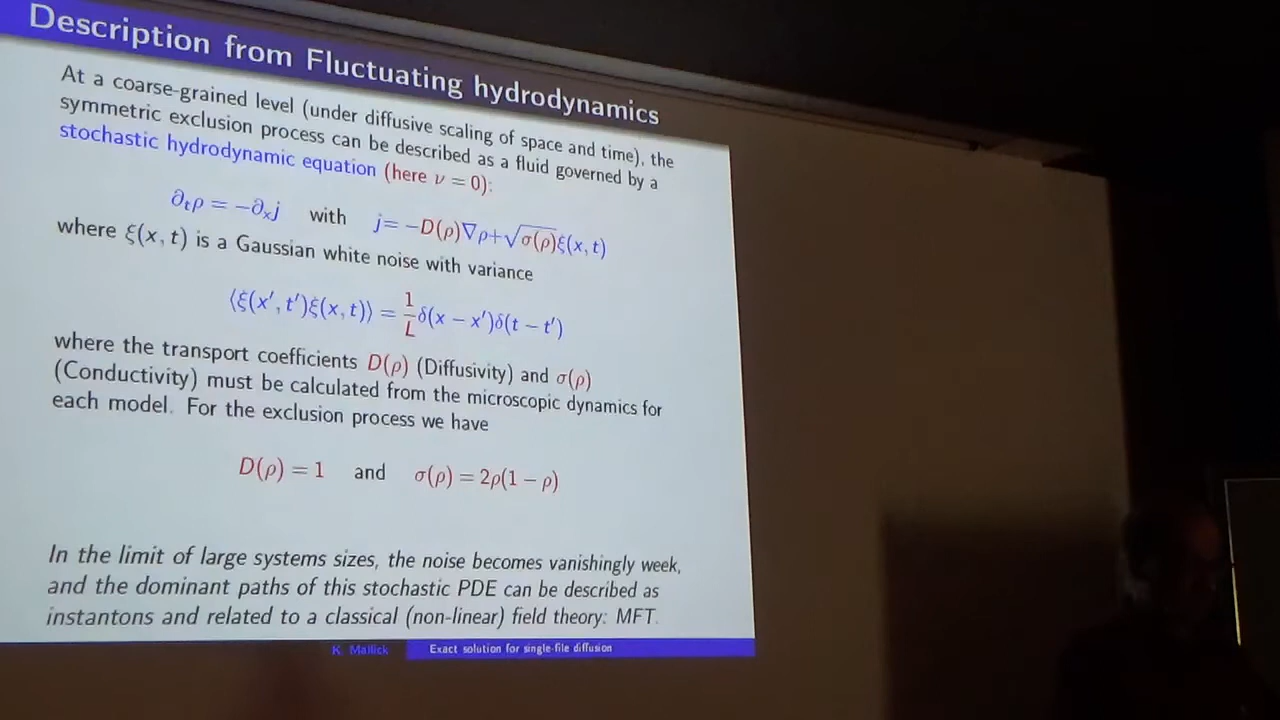 Description from Fluctuating hydrodynamics
At a coarse-grained level (under diffusive scaling of space and time), the
symmetric exclusion process can be described as a fluid governed by a
stochastic hydrodynamic equation (here ν = 0):
∂ₜρ = −∂ₓj with j= −D(ρ)∇ρ+√σ(ρ)ξ(x, t)
where ξ(x, t) is a Gaussian white noise with variance
⟨ξ(x′, t′)ξ(x, t)⟩ = 1/L δ(x − x′)δ(t − t′)
where the transport coefficients D(ρ) (Diffusivity) and σ(ρ)
(Conductivity) must be calculated from the microscopic dynamics for
each model. For the exclusion process we have
D(ρ) = 1 and σ(ρ) = 2ρ(1 − ρ)
In the limit of large systems sizes, the noise becomes vanishingly week,
and the dominant paths of this stochastic PDE can be described as
instantons and related to a classical (non-linear) field theory: MFT.
K. Mallick Exact solution for single-file diffusion